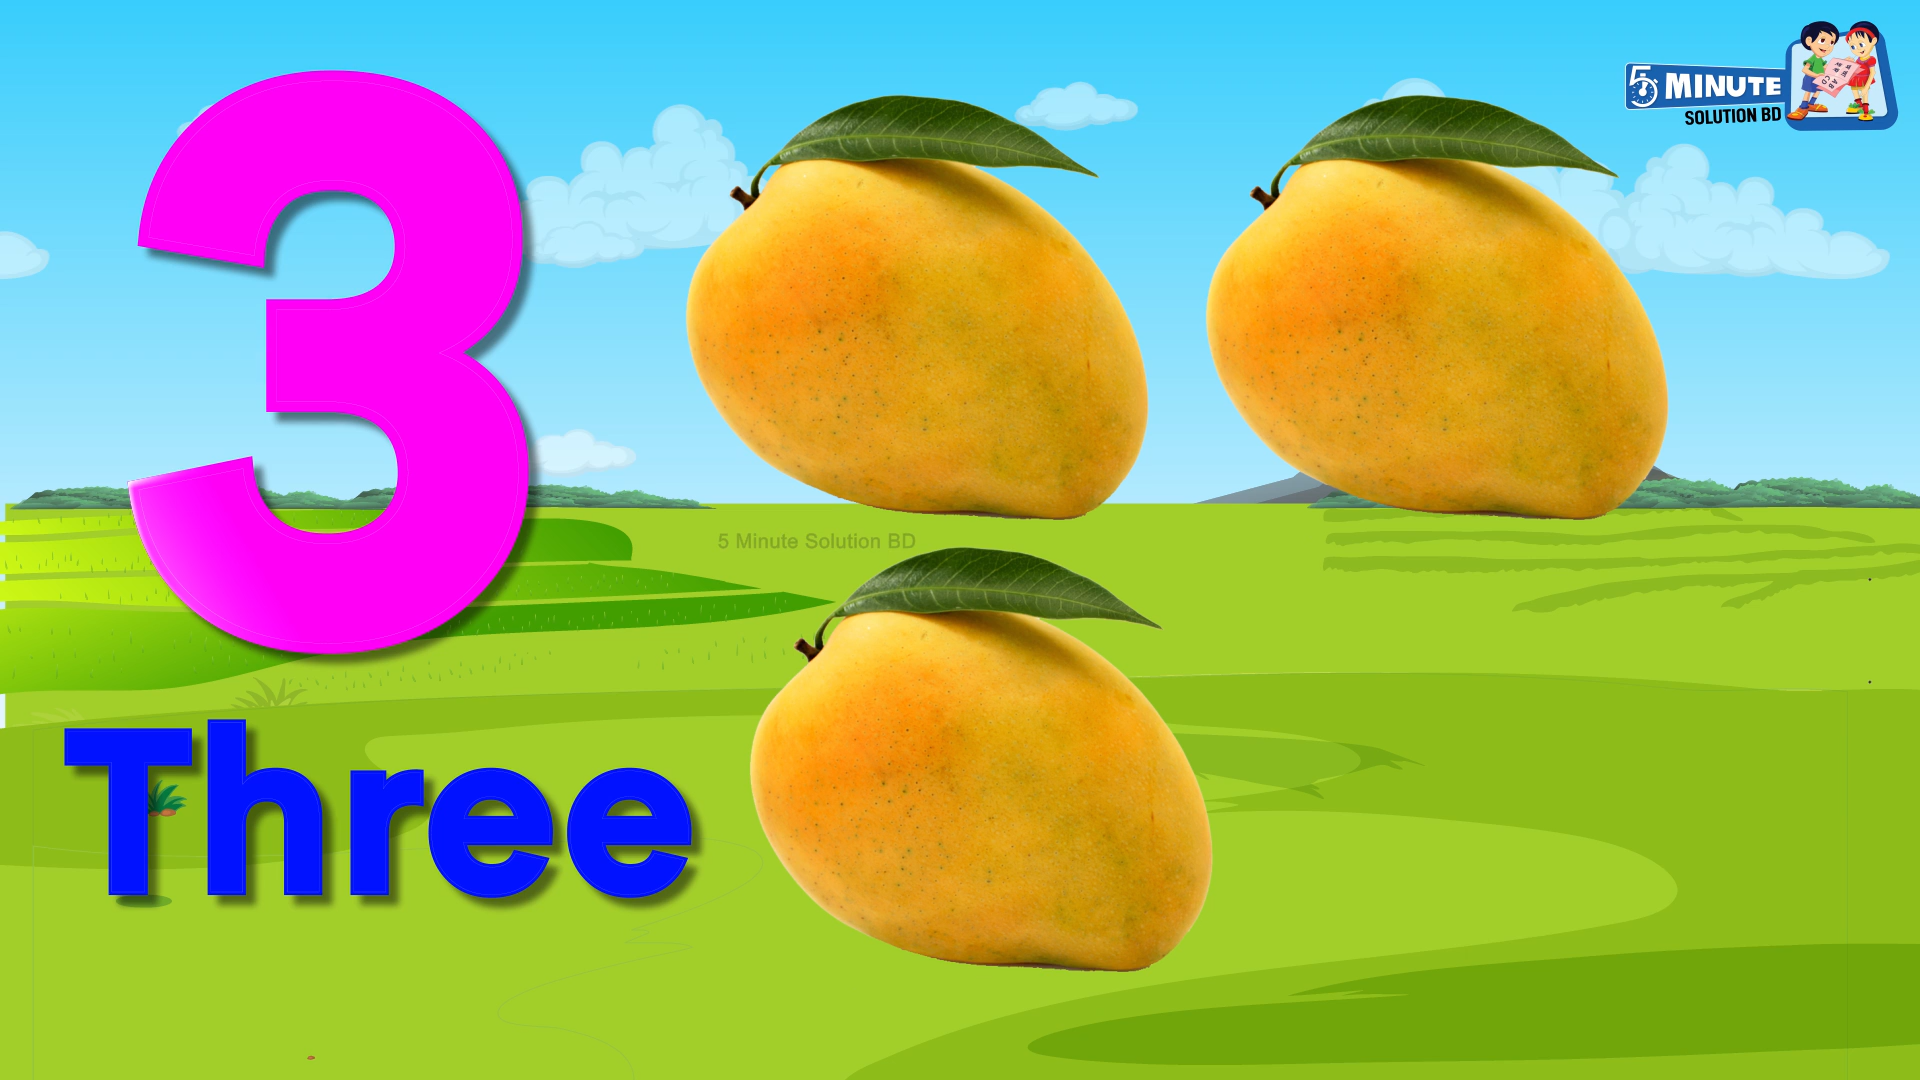 3
5 MINUTE
SOLUTION BD
5 Minute Solution BD
Three